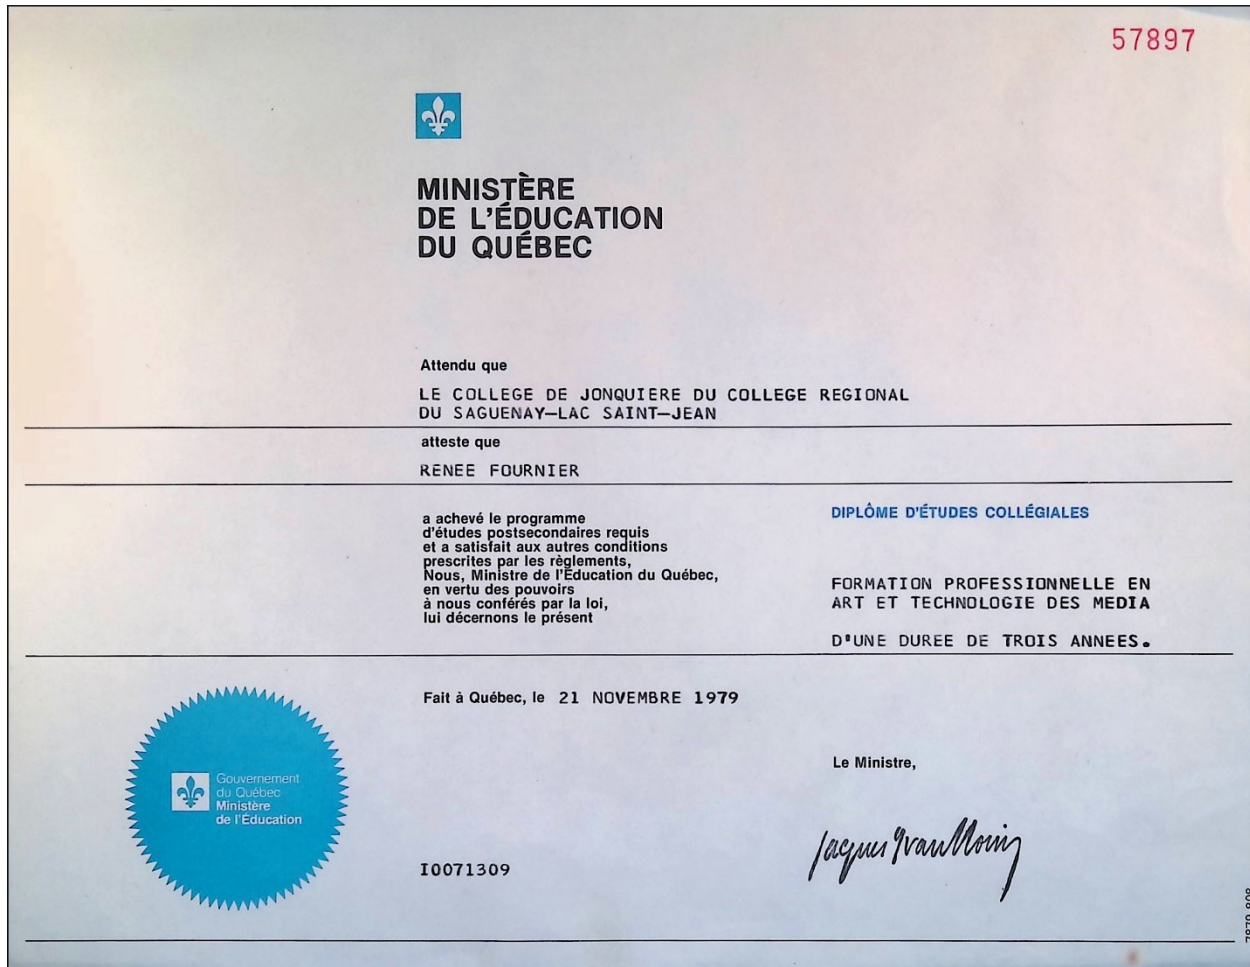 57897
MINISTÈRE
DE L'ÉDUCATION
DU QUÉBEC
Attendu que
LE COLLEGE DE JONQUIERE DU COLLEGE REGIONAL
DU SAGUENAY—LAC SAINT—JEAN
atteste que
RENEE FOURNIER
a achevé le programme
d'études postsecondaires requis
et a satisfait aux autres conditions
prescrites par les règlements,
Nous, Ministre de l'Éducation du Québec,
en vertu des pouvoirs
à nous conférés par la loi,
lui décernons le présent
DIPLÔME D'ÉTUDES COLLÉGIALES
FORMATION PROFESSIONNELLE EN
ART ET TECHNOLOGIE DES MEDIA
D'UNE DUREE DE TROIS ANNEES.
Fait à Québec, le 21 NOVEMBRE 1979
Gouvernement
du Québec
Ministère
de l'Éducation
Le Ministre,
Jacques Yvan Morin
I0071309